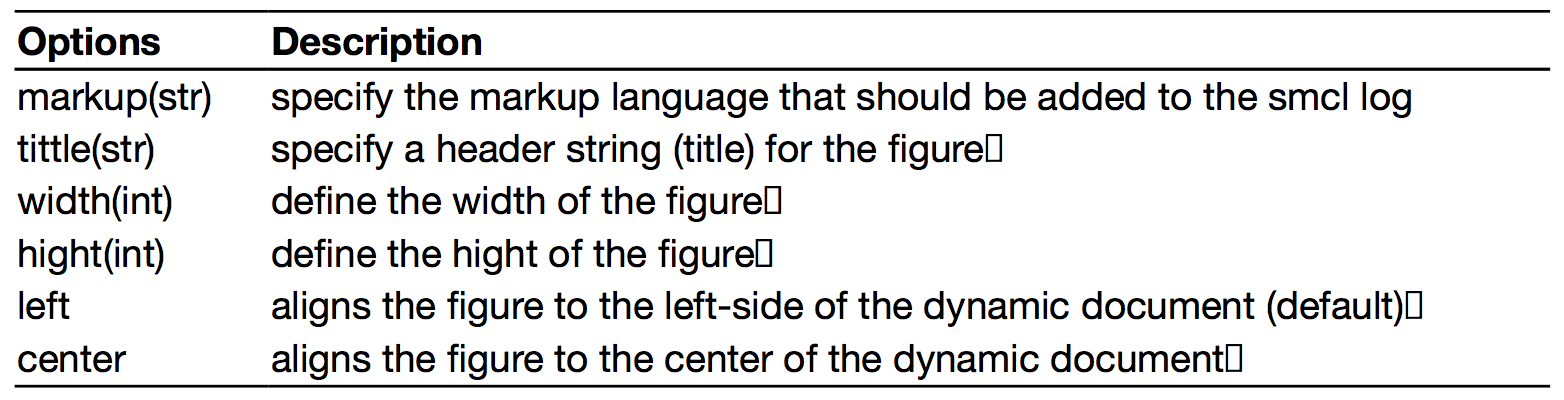 Options Description
markup(str) specify the markup language that should be added to the smcl log
tittle(str) specify a header string (title) for the figure▯
width(int) define the width of the figure▯
hight(int) define the hight of the figure▯
left aligns the figure to the left-side of the dynamic document (default)▯
center aligns the figure to the center of the dynamic document▯